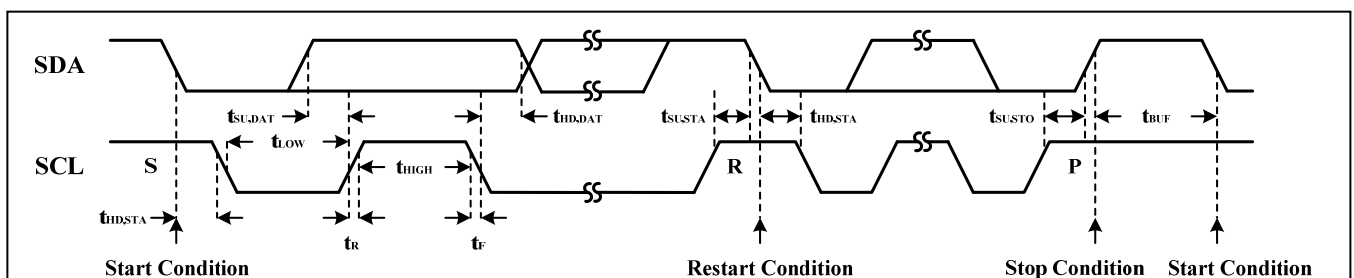 SDA
tSU,DAT
tHD,DAT
tSU,STA
tHD,STA
tSU,STO
tBUF
tLOW
SCL
S
tHIGH
R
P
tHD,STA
tR
tF
Start Condition
Restart Condition
Stop Condition
Start Condition